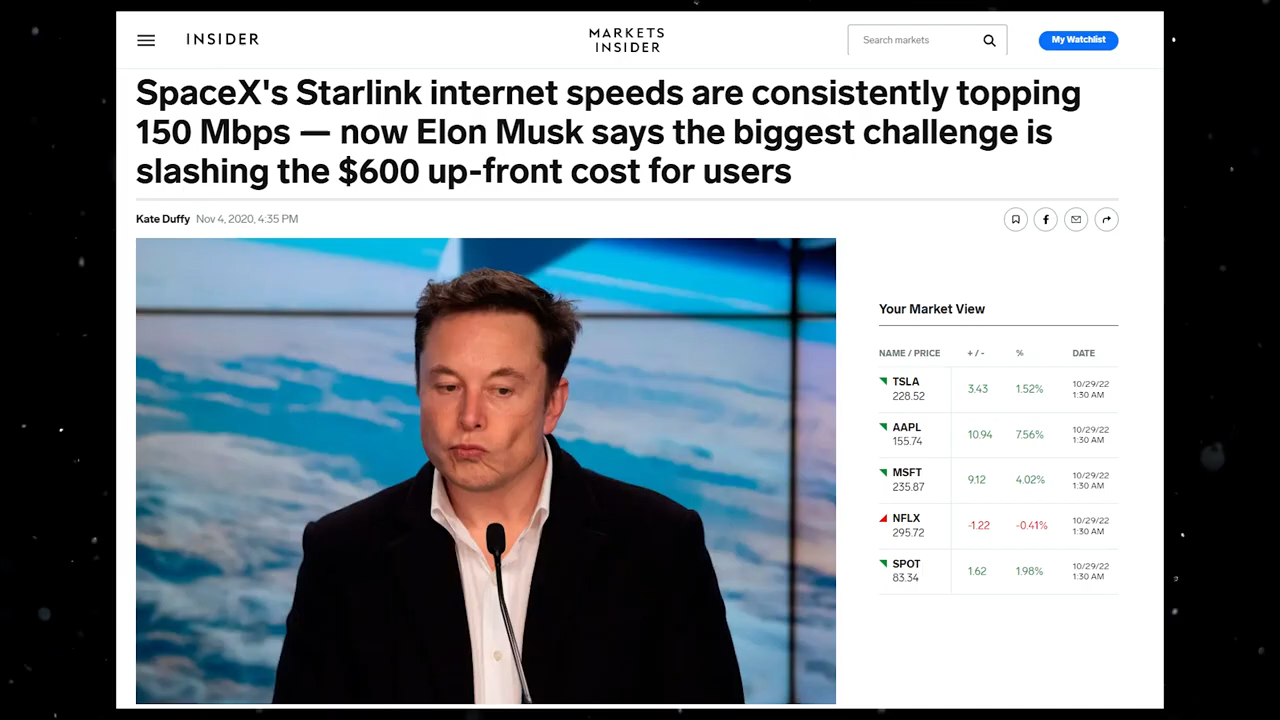 INSIDER
MARKETS
INSIDER
Search markets
My Watchlist
SpaceX's Starlink internet speeds are consistently topping
150 Mbps — now Elon Musk says the biggest challenge is
slashing the $600 up-front cost for users
Kate Duffy Nov 4, 2020, 4:35 PM
Your Market View
NAME / PRICE + / - % DATE
TSLA
228.52
3.43 1.52%
10/29/22
1:30 AM
AAPL
155.74
10.94 7.56%
10/29/22
1:30 AM
MSFT
235.87
9.12 4.02%
10/29/22
1:30 AM
NFLX
295.72
-1.22 -0.41%
10/29/22
1:30 AM
SPOT
83.34
1.62 1.98%
10/29/22
1:30 AM